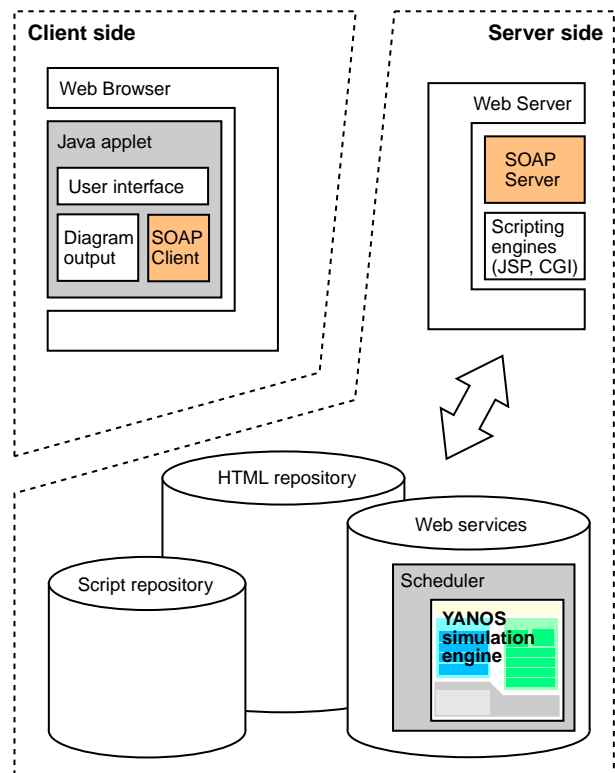 Client side
Server side
Web Browser
Java applet
User interface
Diagram
output
SOAP
Client
Web Server
SOAP
Server
Scripting
engines
(JSP, CGI)
HTML repository
Web services
Script repository
Scheduler
YANOS
simulation
engine